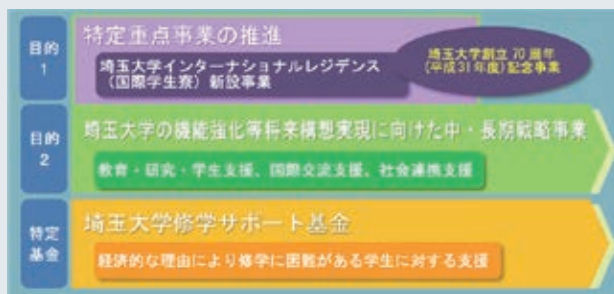 目的
1
特定重点事業の推進
埼玉大学インターナショナルレジデンス
(国際学生寮)新設事業
埼玉大学創立70周年
(平成31年度)記念事業
目的
2
埼玉大学の機能強化等将来構想実現に向けた中・長期戦略事業
教育・研究・学生支援、国際交流支援、社会連携支援
特定
基金
埼玉大学修学サポート基金
経済的な理由により修学に困難がある学生に対する支援